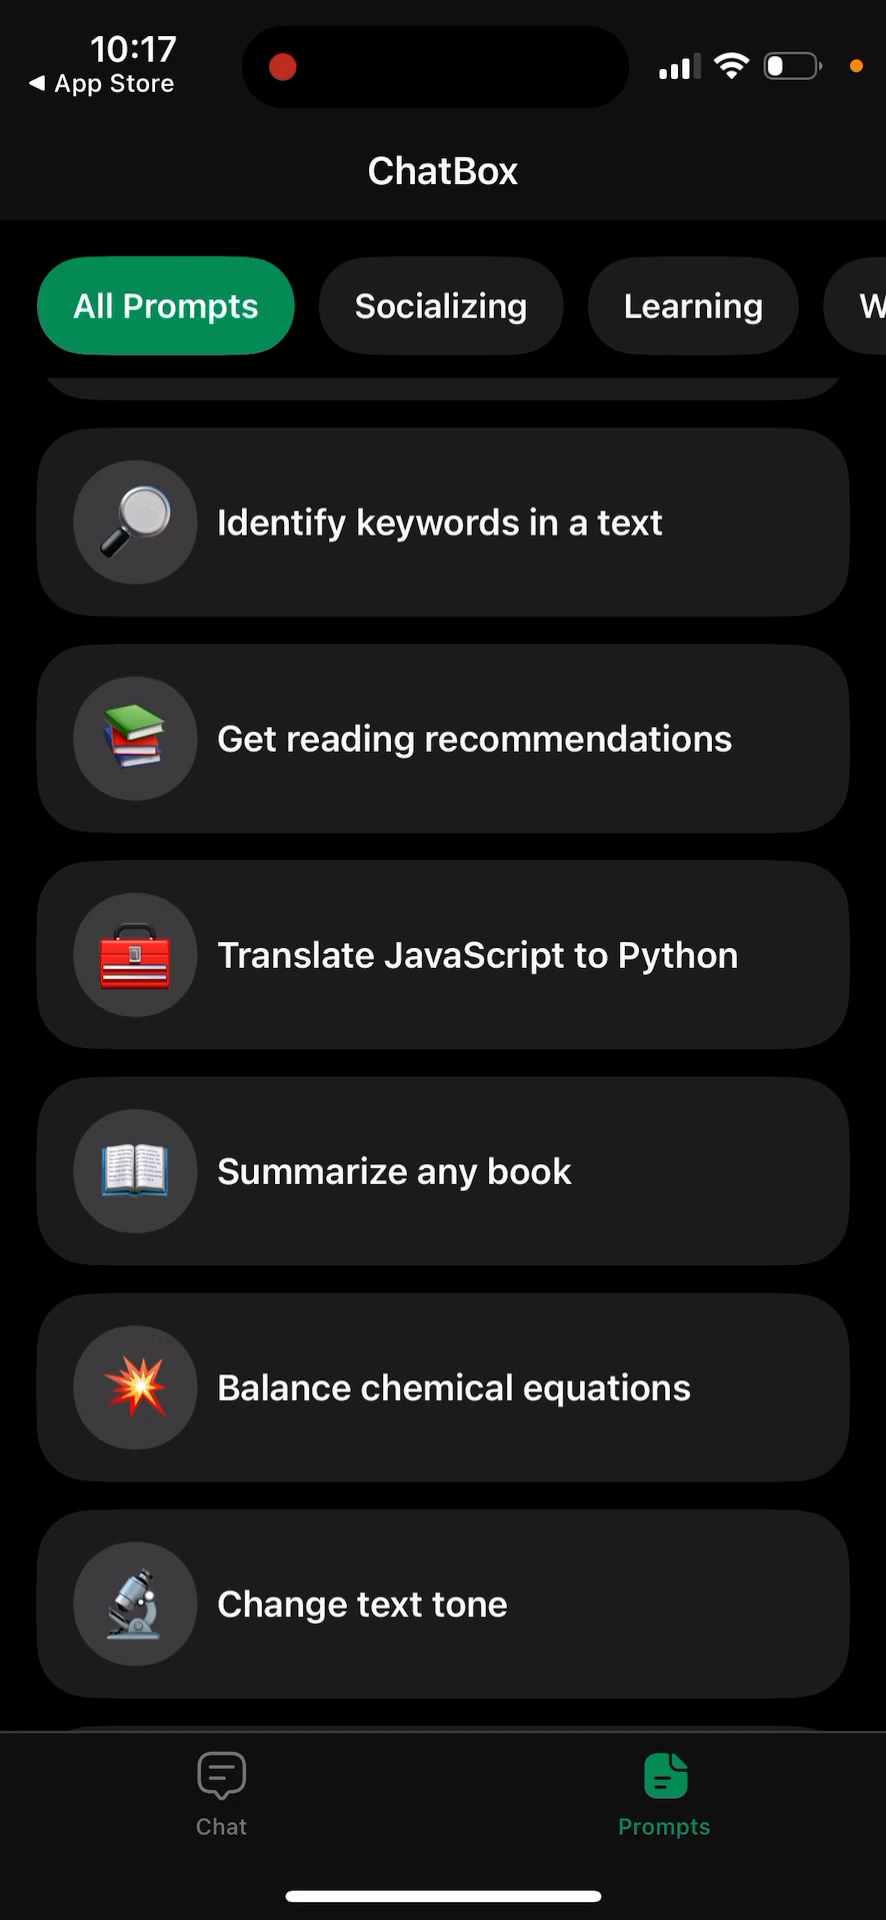 10:17
◀ App Store
ChatBox
All Prompts
Socializing
Learning
W
Identify keywords in a text
Get reading recommendations
Translate JavaScript to Python
Summarize any book
Balance chemical equations
Change text tone
Chat
Prompts